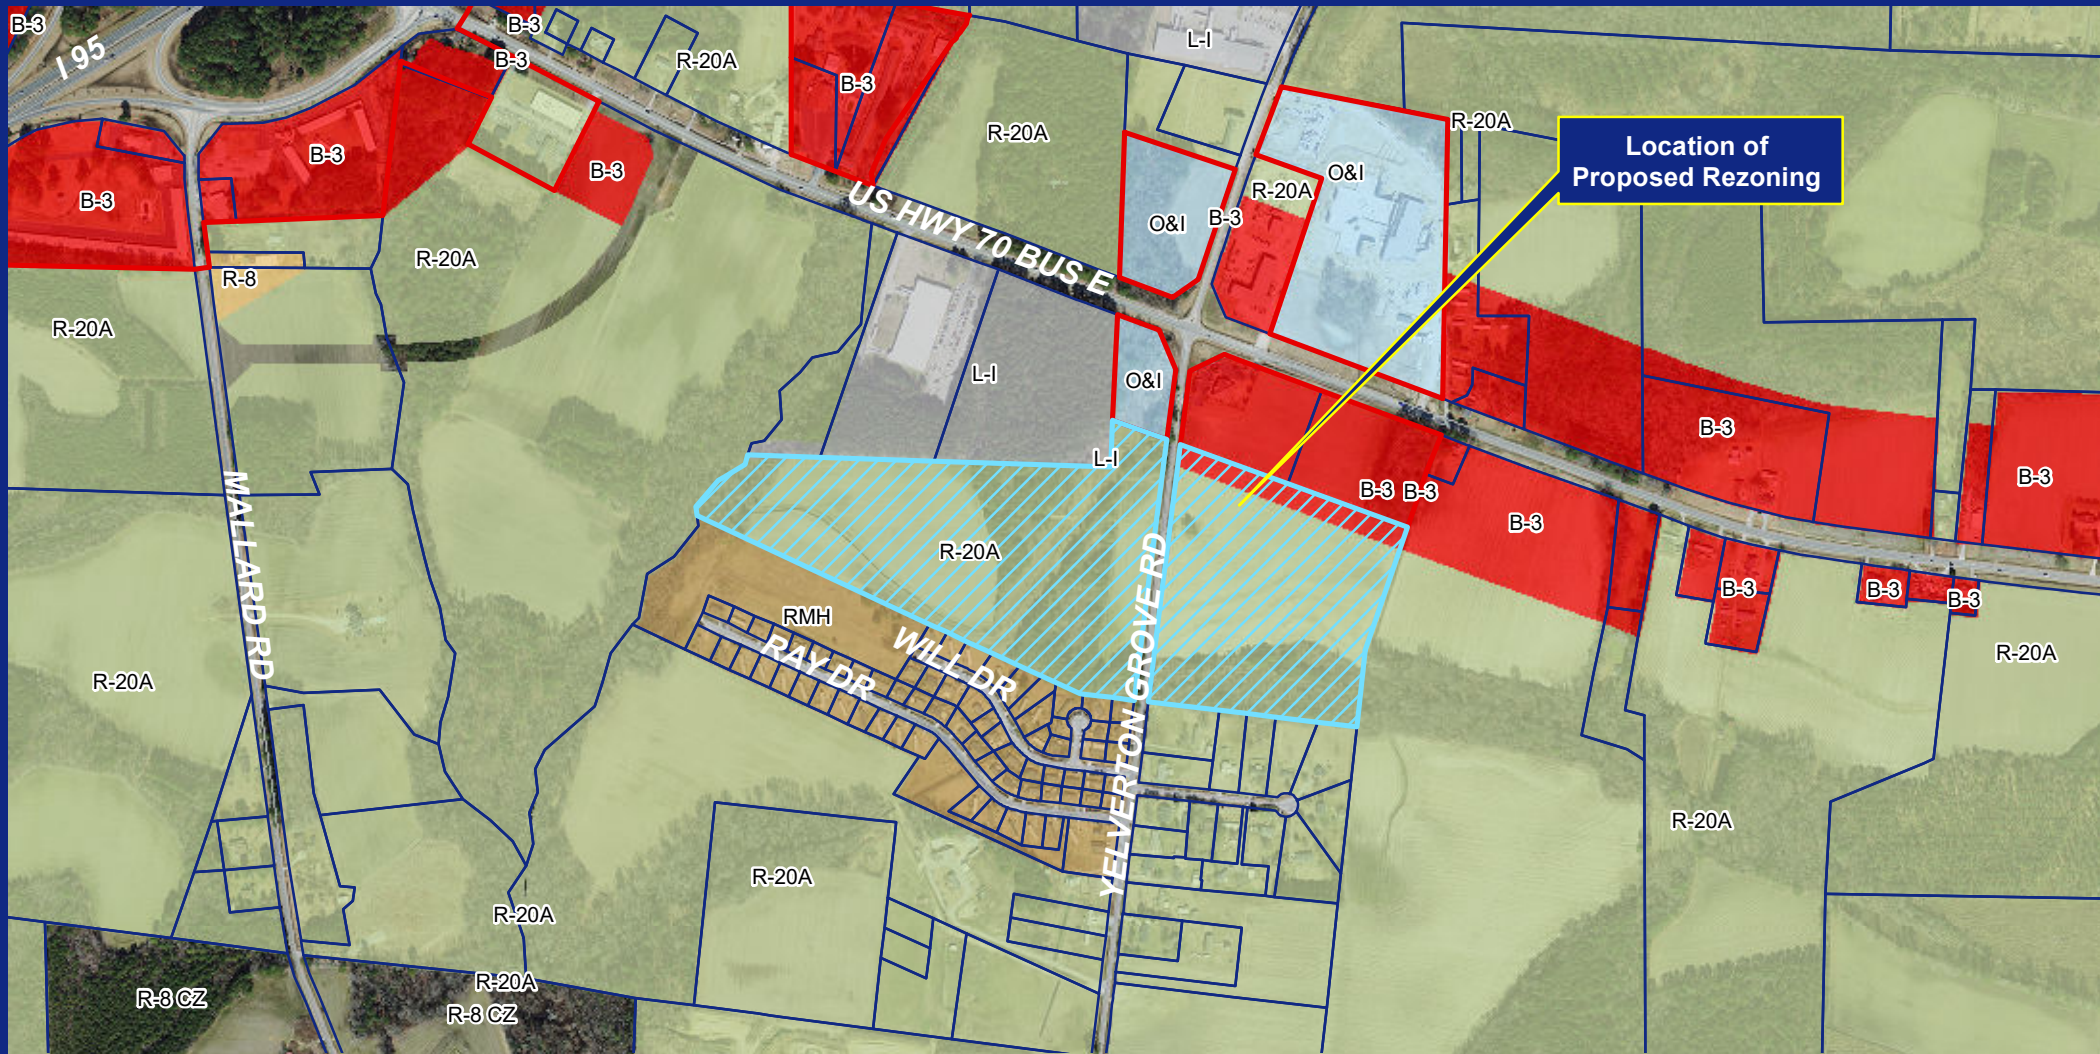 B-3
I 95
B-3
B-3
R-20A
B-3
L-I
R-20A
R-20A
Location of
Proposed Rezoning
B-3
B-3
B-3
O&I
R-20A
O&I
B-3
US HWY 70 BUS E
R-20A
R-8
R-20A
L-I
O&I
B-3
L-I
B-3
B-3
B-3
B-3
R-20A
MALLARD RD
YELVERTON GROVE RD
RMH
WILL DR
RAY DR
B-3
B-3
B-3
R-20A
R-20A
R-20A
R-20A
R-20A
R-20A
R-8 CZ
R-8 CZ